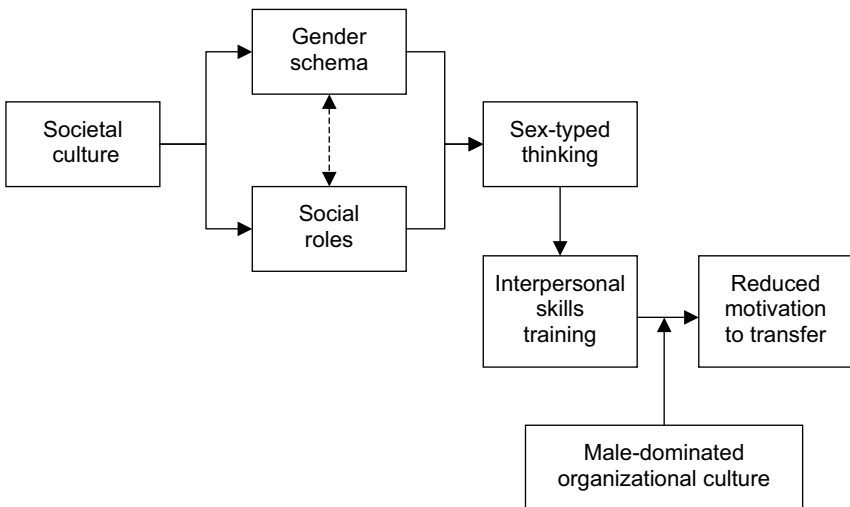 Gender
schema
Societal
culture
Sex-typed
thinking
Social
roles
Interpersonal
skills
training
Reduced
motivation
to transfer
Male-dominated
organizational culture